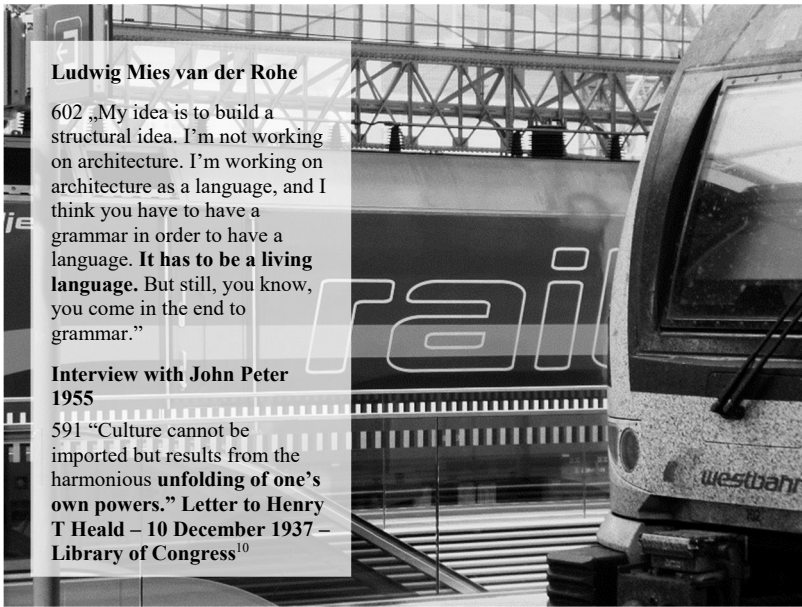 Ludwig Mies van der Rohe
602 „My idea is to build a
structural idea. I’m not working
on architecture. I’m working on
architecture as a language, and I
think you have to have a
grammar in order to have a
language. It has to be a living
language. But still, you know,
you come in the end to
grammar.”
Interview with John Peter
1955
591 “Culture cannot be
imported but results from the
harmonious unfolding of one’s
own powers.” Letter to Henry
T Heald – 10 December 1937 –
Library of Congress¹⁰
rail
westbahn